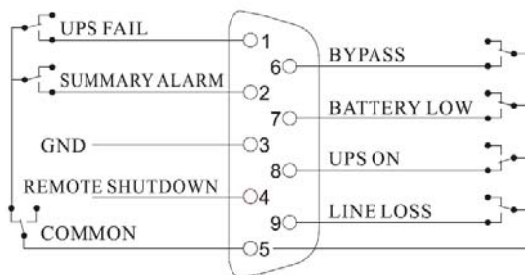 UPS FAIL 1
6 BYPASS
SUMMARY ALARM 2
7 BATTERY LOW
GND 3
8 UPS ON
REMOTE SHUTDOWN 4
9 LINE LOSS
COMMON 5